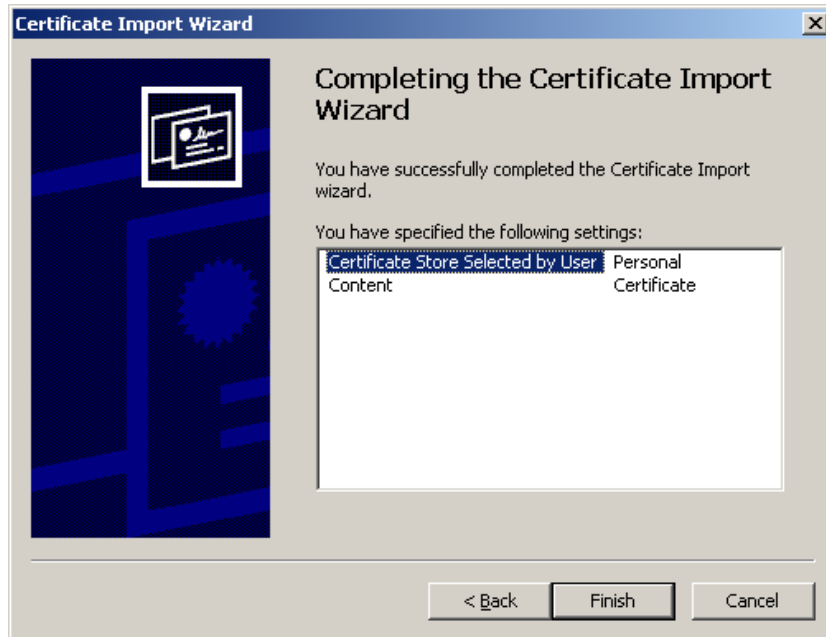 Certificate Import Wizard
Completing the Certificate Import
Wizard
You have successfully completed the Certificate Import
wizard.
You have specified the following settings:
Certificate Store Selected by User Personal
Content Certificate
< Back Finish Cancel